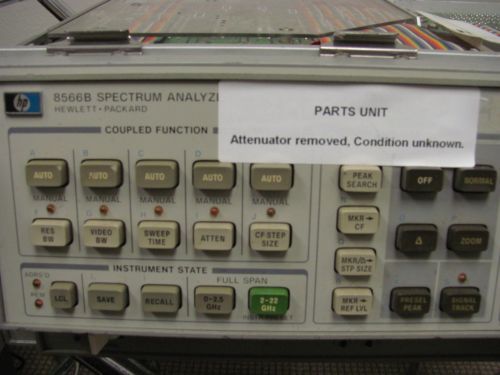 hp
8566B SPECTRUM ANALYZE
HEWLETT • PACKARD
PARTS UNIT
Attenuator removed, Condition unknown.
COUPLED FUNCTION
A B C D
AUTO AUTO AUTO AUTO AUTO
MANUAL MANUAL MANUAL MANUAL MANUAL
G H I J
RES BW
VIDEO BW
SWEEP TIME
ATTEN
CF STEP SIZE
INSTRUMENT STATE
FULL SPAN
ADRS'D
REM
LCL
SAVE
RECALL
0-2.5 GHz
2-22 GHz
PEAK SEARCH
OFF
NORMAL
N
MKR→ CF
Δ
ZOOM
MKR/Δ→ STP SIZE
MKR→ REF LVL
PRESEL PEAK
SIGNAL TRACK